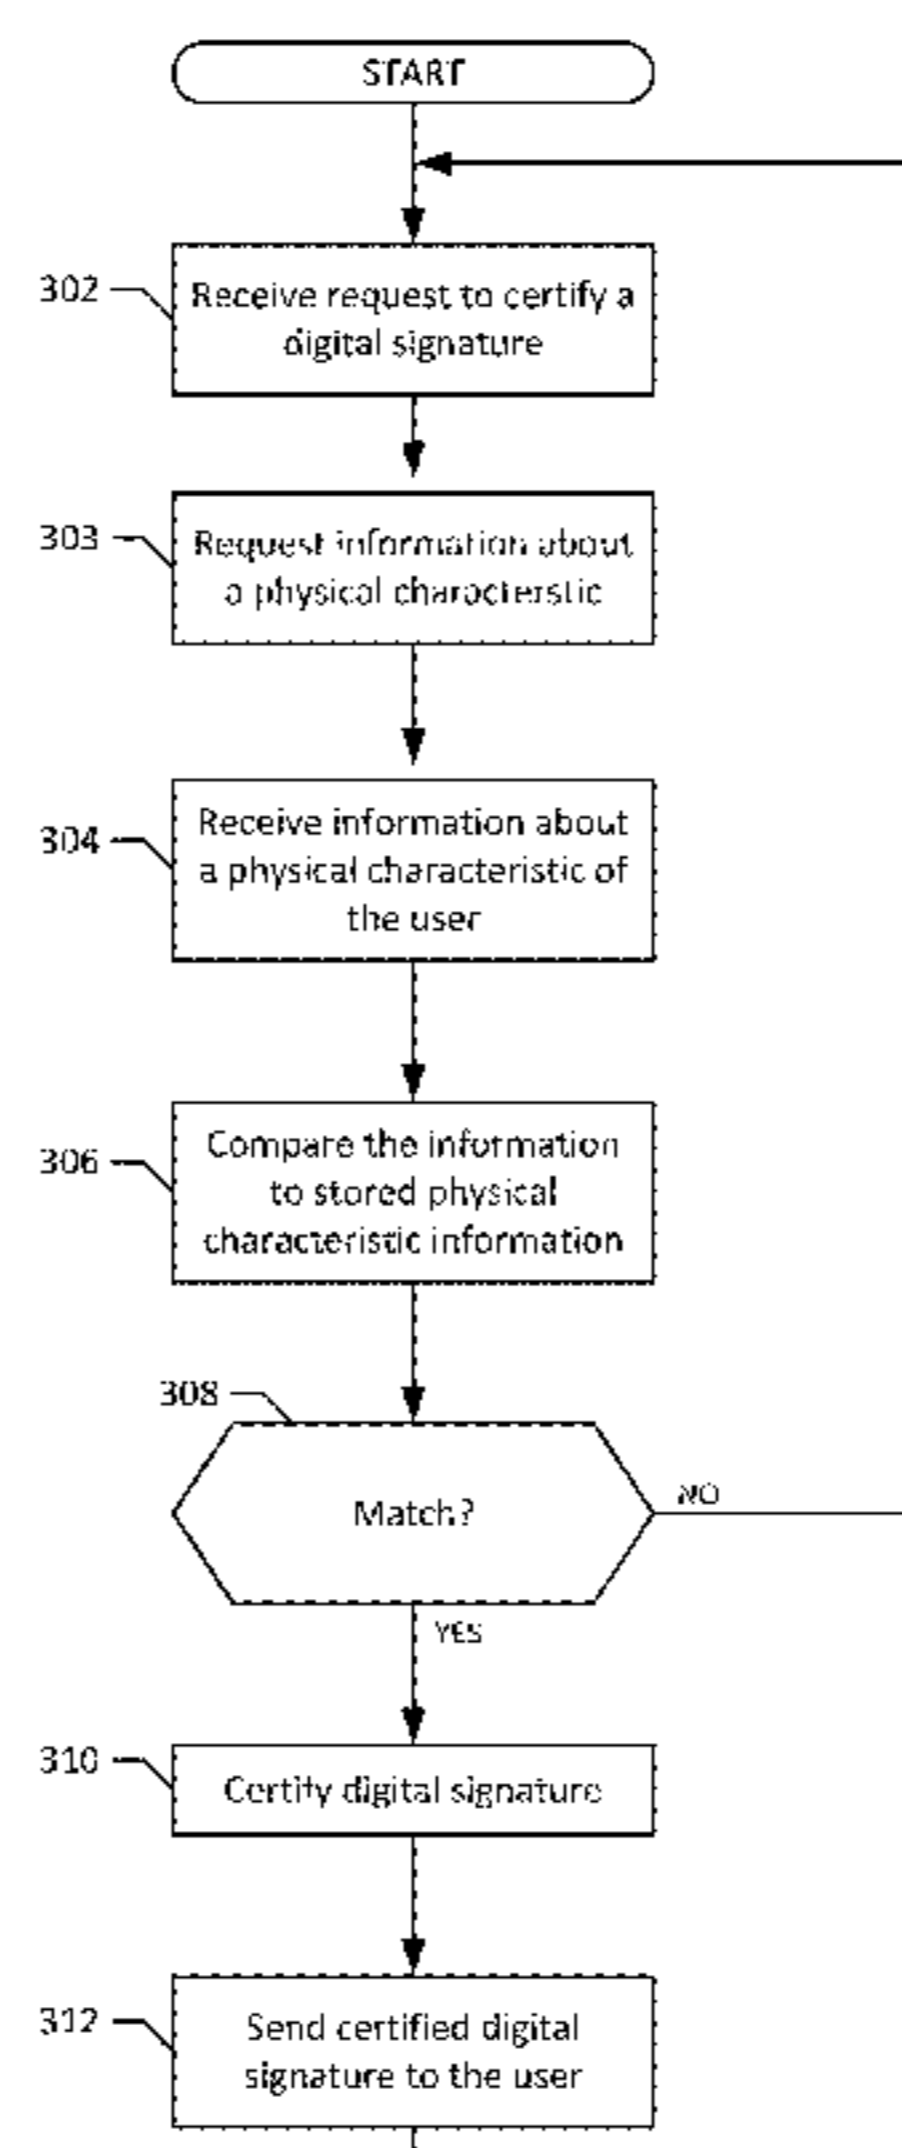 START
302
Receive request to certify a
digital signature
303
Request information about
a physical characterstic
304
Receive information about
a physical characteristic of
the user
306
Compare the information
to stored physical
characteristic information
308
Match?
NO
YES
310
Certify digital signature
312
Send certified digital
signature to the user